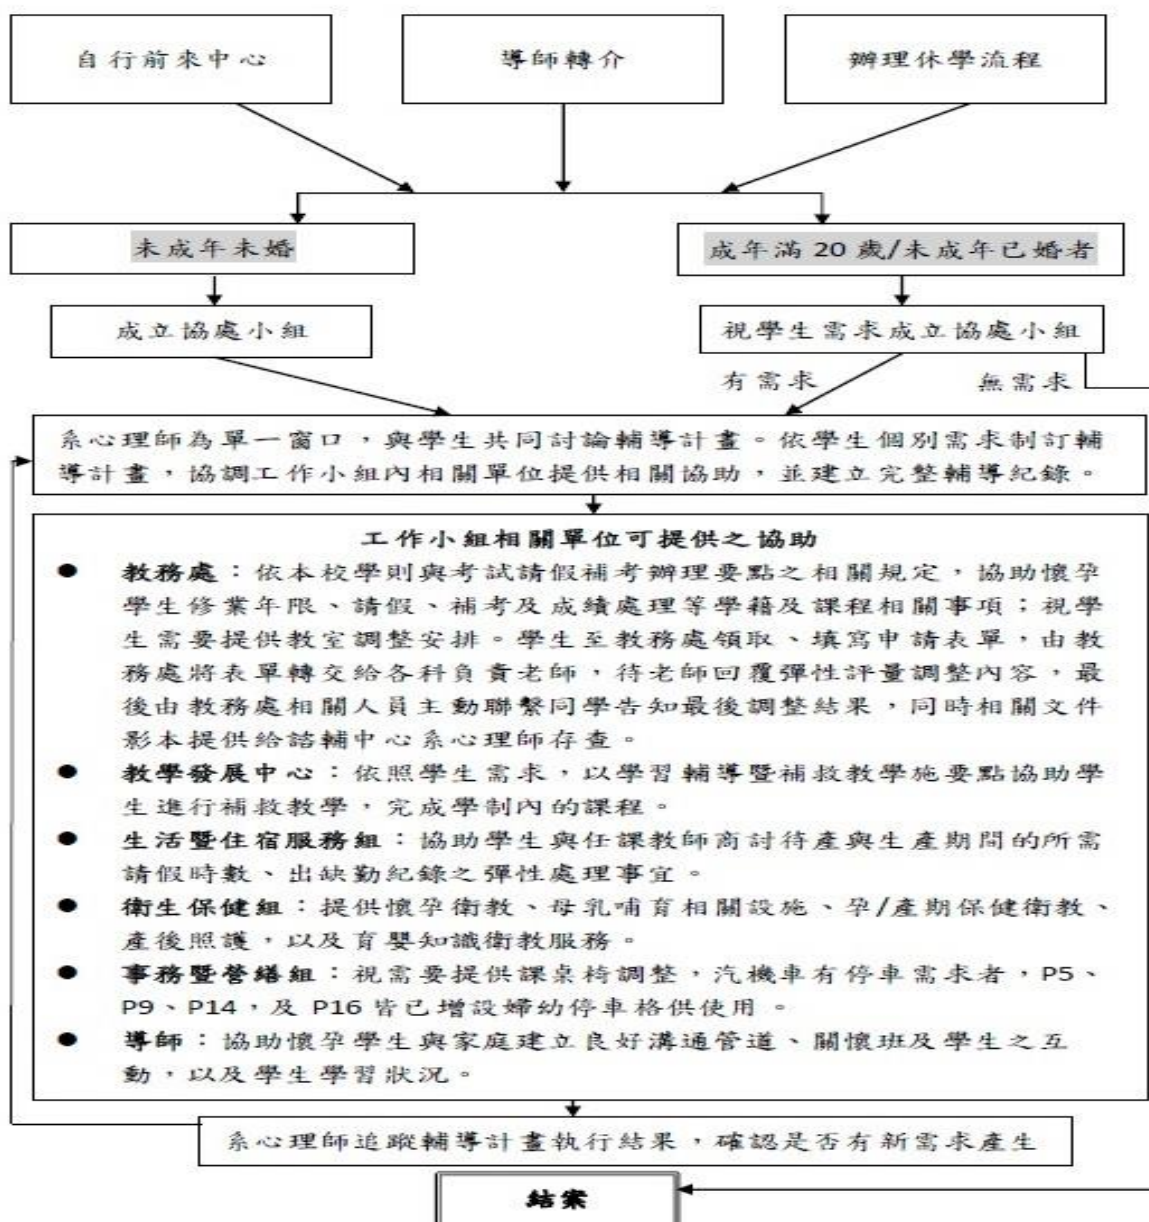 自行前來中心
導師轉介
辦理休學流程
未成年未婚
成年滿 20 歲/未成年已婚者
成立協處小組
視學生需求成立協處小組
有需求
無需求
系心理師為單一窗口，與學生共同討論輔導計畫。依學生個別需求制訂輔
導計畫，協調工作小組內相關單位提供相關協助，並建立完整輔導紀錄。
工作小組相關單位可提供之協助
● 教務處：依本校學則與考試請假補考辦理要點之相關規定，協助懷孕
學生修業年限、請假、補考及成績處理等學籍及課程相關事項；視學
生需要提供教室調整安排。學生至教務處領取、填寫申請表單，由教
務處將表單轉交給各科負責老師，待老師回覆彈性評量調整內容，最
後由教務處相關人員主動聯繫同學告知最後調整結果，同時相關文件
影本提供給諮輔中心系心理師存查。
● 教學發展中心：依照學生需求，以學習輔導暨補救教學施要點協助學
生進行補救教學，完成學制內的課程。
● 生活暨住宿服務組：協助學生與任課教師商討待產與生產期間的所需
請假時數、出缺勤紀錄之彈性處理事宜。
● 衛生保健組：提供懷孕衛教、母乳哺育相關設施、孕/產期保健衛教、
產後照護，以及育嬰知識衛教服務。
● 事務暨營繕組：視需要提供課桌椅調整，汽機車有停車需求者，P5、
P9、P14，及 P16 皆已增設婦幼停車格供使用。
● 導師：協助懷孕學生與家庭建立良好溝通管道、關懷班及學生之互
動，以及學生學習狀況。
系心理師追蹤輔導計畫執行結果，確認是否有新需求產生
結案